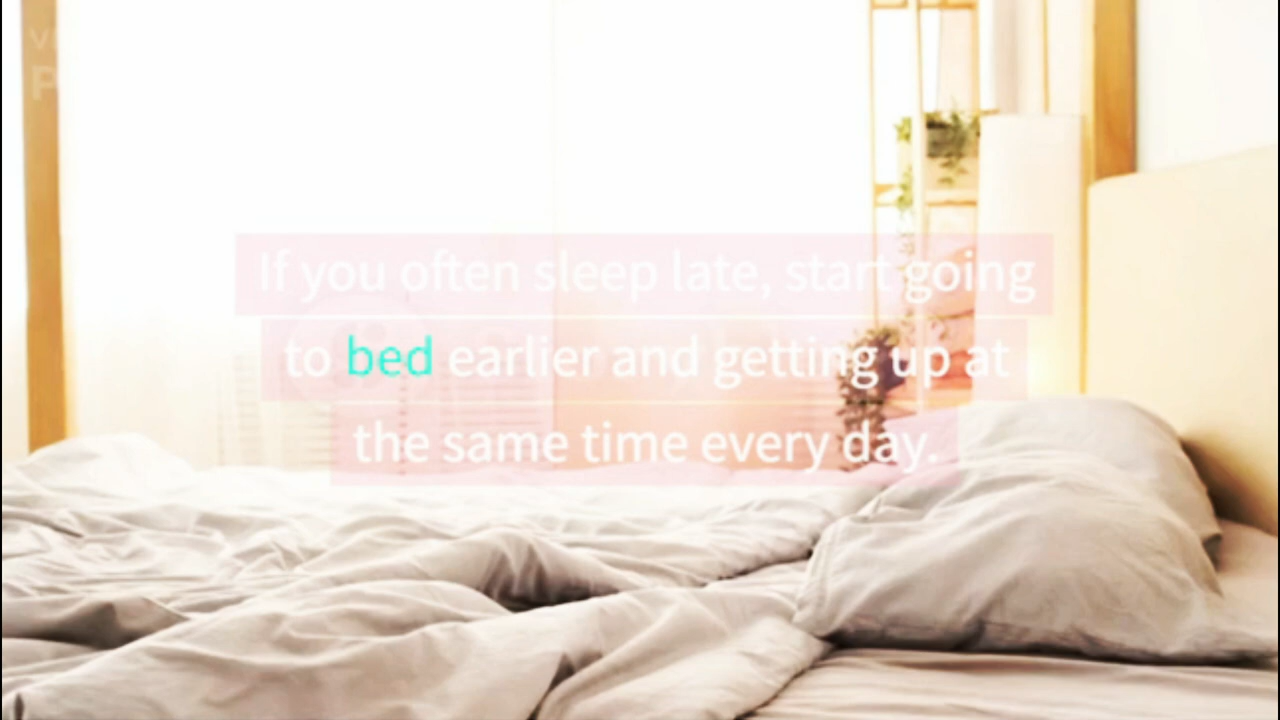 If you often sleep late, start going
to bed earlier and getting up at
the same time every day.